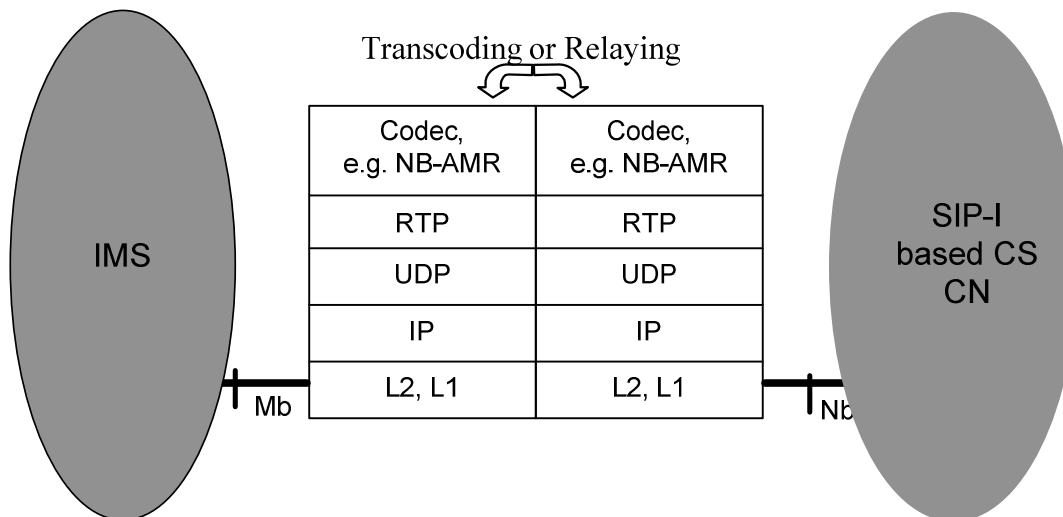 Transcoding or Relaying
Codec,
e.g. NB-AMR
Codec,
e.g. NB-AMR
RTP
RTP
UDP
UDP
IP
IP
L2, L1
L2, L1
IMS
SIP-I
based CS
CN
Mb
Nb